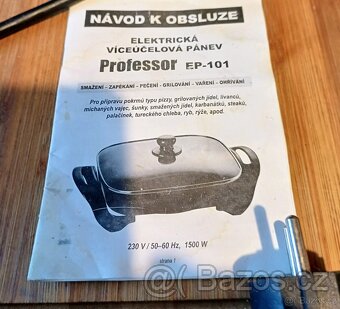 NÁVOD K OBSLUZE
ELEKTRICKÁ
VÍCEÚČELOVÁ PÁNEV
Professor EP-101
SMAŽENÍ - ZAPÉKÁNÍ - PEČENÍ - GRILOVÁNÍ - VAŘENÍ - OHŘÍVÁNÍ
Pro přípravu pokrmů typu pizzy, grilovaných jídel, lívanců,
míchaných vajec, šunky, smažených jídel, karbanátků, steaků,
palačinek, tureckého chleba, ryb, rýže, apod.
230 V / 50-60 Hz, 1500 W
strana 1
Bazoš.cz